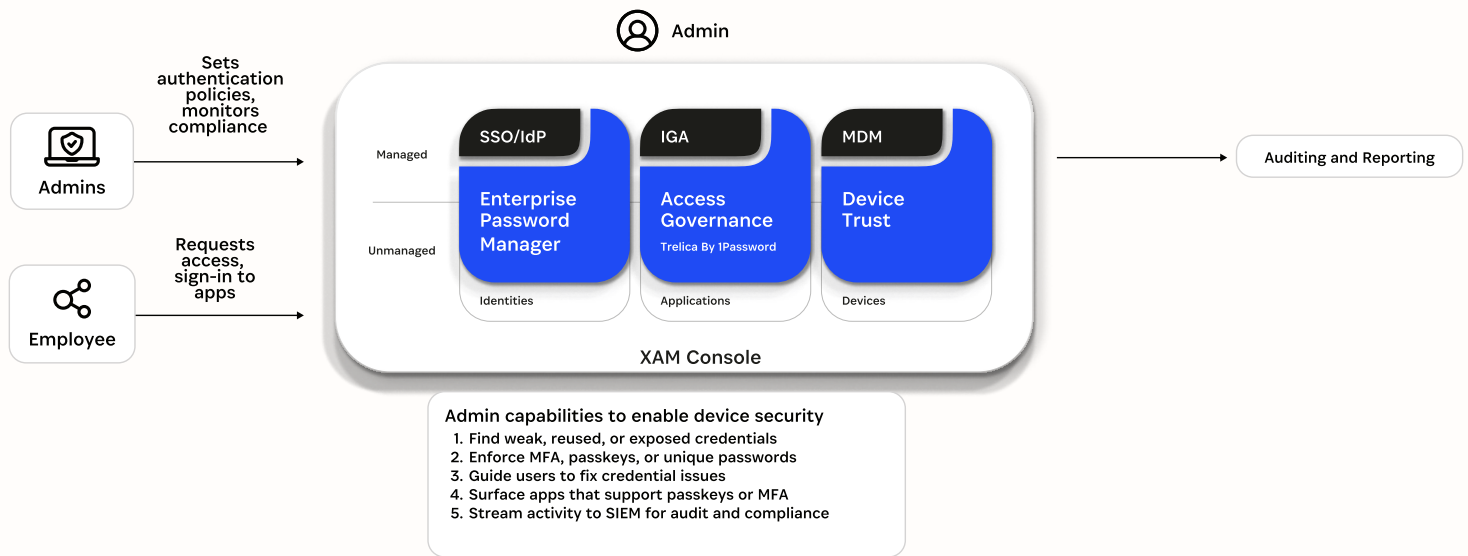 Admin
Sets
authentication
policies,
monitors
compliance
Admins
Requests
access,
sign-in to
apps
Employee
Managed
Unmanaged
SSO/IdP
Enterprise
Password
Manager
Identities
IGA
Access
Governance
Trelica By 1Password
Applications
MDM
Device
Trust
Devices
XAM Console
Auditing and Reporting
Admin capabilities to enable device security
1. Find weak, reused, or exposed credentials
2. Enforce MFA, passkeys, or unique passwords
3. Guide users to fix credential issues
4. Surface apps that support passkeys or MFA
5. Stream activity to SIEM for audit and compliance